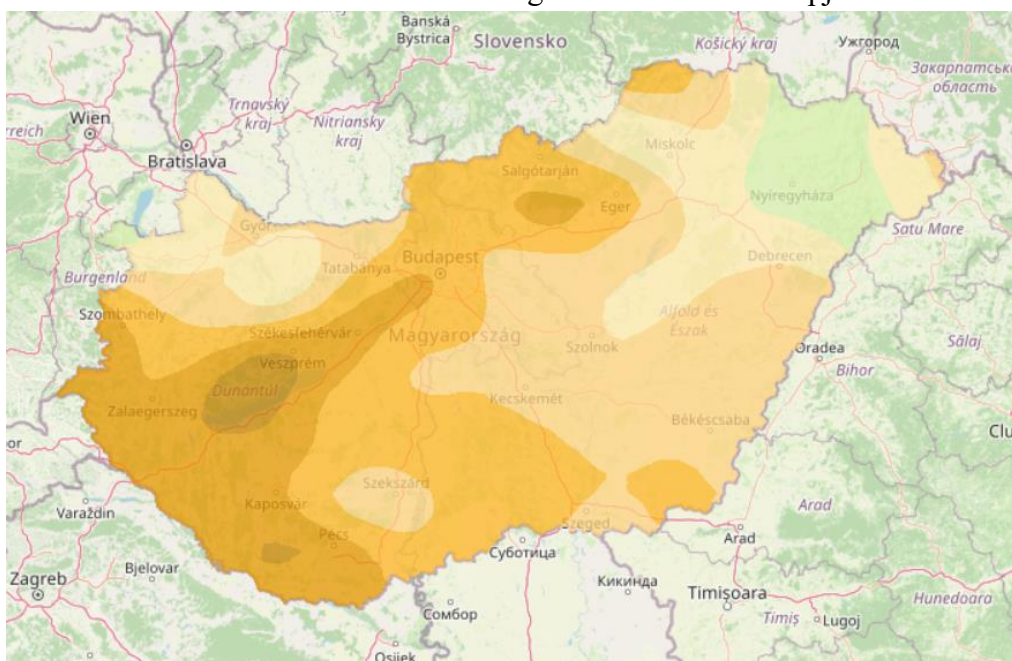 Banská
Bystrica
Slovensko
Košický kraj
Ужгород
Закарпатська
область
Wien
Trnavský
kraj
Nitriansky
kraj
Bratislava
Miskolc
Salgótarján
Eger
Nyíregyháza
Satu Mare
Győr
Tatabánya
Budapest
Debrecen
Burgenland
Szombathely
Székesfehérvár
Magyarország
Alföld és
Észak
Veszprém
Szolnok
Oradea
Sălaj
Dunántúl
Bihor
Zalaegerszeg
Kecskemét
Békéscsaba
Kaposvár
Szekszárd
Varaždin
Pécs
Szeged
Arad
Arad
Суботица
Bjelovar
Zagreb
Сомбор
Кикинда
Timișoara
Timiș
Lugoj
Hunedoara
Osijek